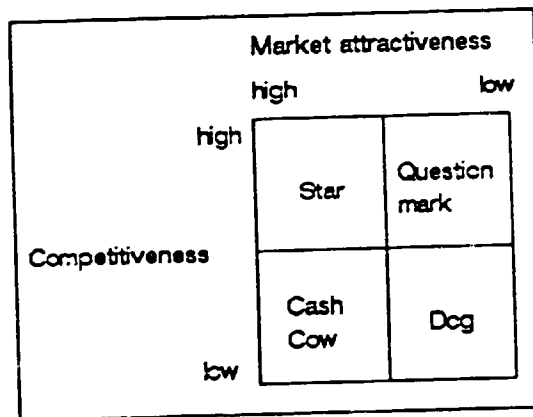 Market attractiveness
high low
high
Star
Question
mark
Competitiveness
Cash
Cow
Dog
low